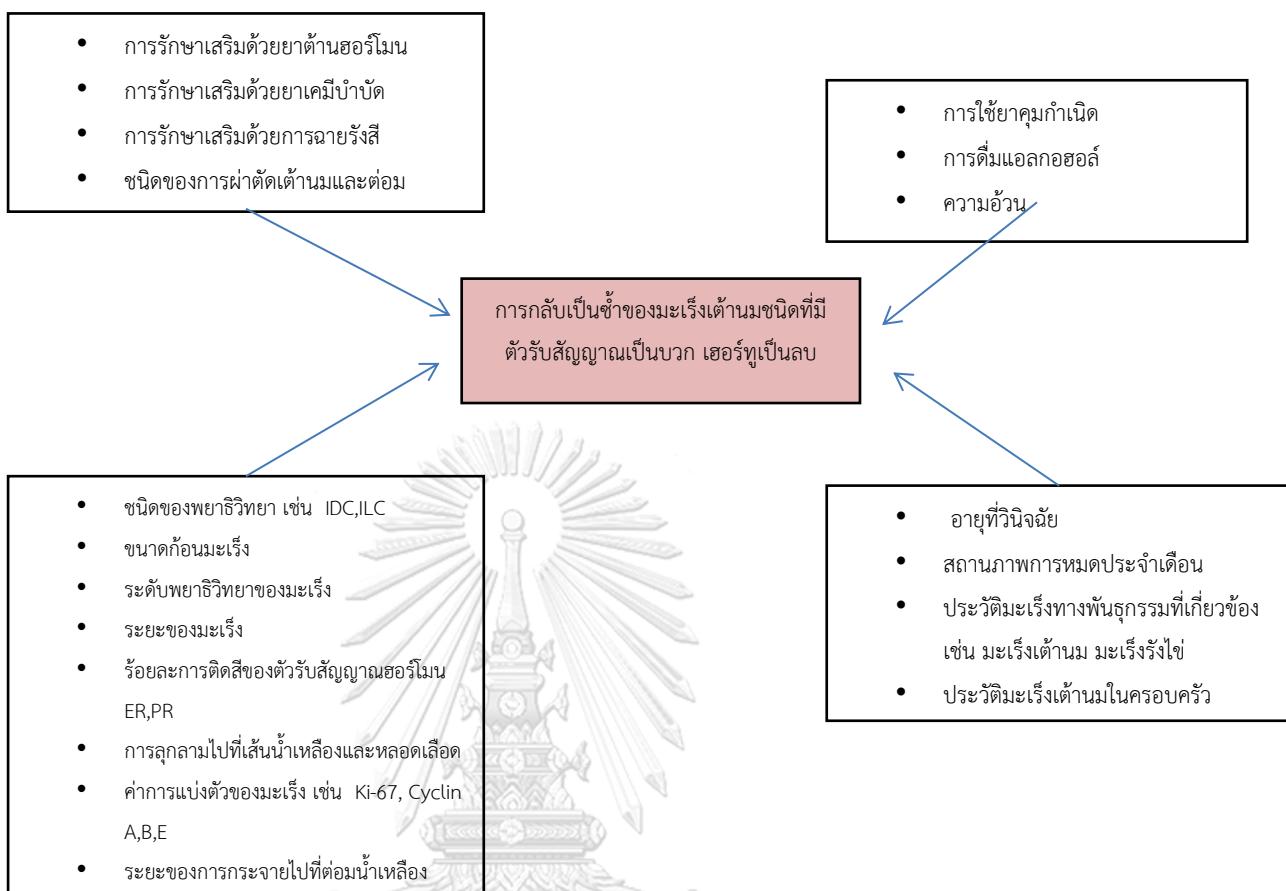 • การรักษาเสริมด้วยยาต้านฮอร์โมน
• การรักษาเสริมด้วยยาเคมีบำบัด
• การรักษาเสริมด้วยการฉายรังสี
• ชนิดของการผ่าตัดเต้านมและต่อม
• การใช้ยาคุมกำเนิด
• การดื่มแอลกอฮอล์
• ความอ้วน
การกลับเป็นซ้ำของมะเร็งเต้านมชนิดที่มี
ตัวรับสัญญาณเป็นบวก เฮอร์ทูเป็นลบ
• ชนิดของพยาธิวิทยา เช่น IDC,ILC
• ขนาดก้อนมะเร็ง
• ระดับพยาธิวิทยาของมะเร็ง
• ระยะของมะเร็ง
• ร้อยละการติดสีของตัวรับสัญญาณฮอร์โมน
ER,PR
• การลุกลามไปที่เส้นน้ำเหลืองและหลอดเลือด
• ค่าการแบ่งตัวของมะเร็ง เช่น Ki-67, Cyclin
A,B,E
• ระยะของการกระจายไปที่ต่อมน้ำเหลือง
• อายุที่วินิจฉัย
• สถานภาพการหมดประจำเดือน
• ประวัติมะเร็งทางพันธุกรรมที่เกี่ยวข้อง
เช่น มะเร็งเต้านม มะเร็งรังไข่
• ประวัติมะเร็งเต้านมในครอบครัว